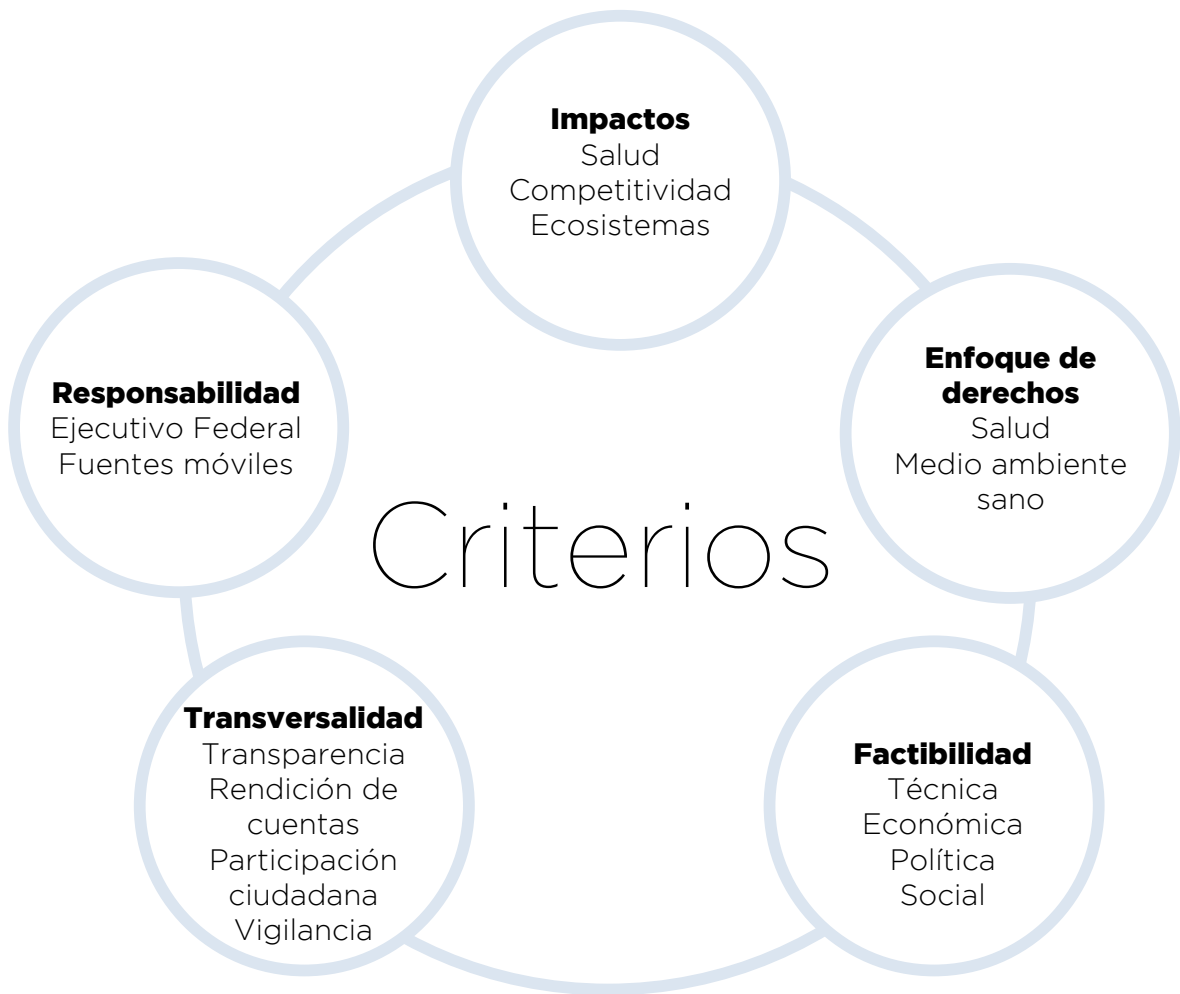 Impactos
Salud
Competitividad
Ecosistemas
Enfoque de
derechos
Salud
Medio ambiente
sano
Responsabilidad
Ejecutivo Federal
Fuentes móviles
Criterios
Transversalidad
Transparencia
Rendición de
cuentas
Participación
ciudadana
Vigilancia
Factibilidad
Técnica
Económica
Política
Social